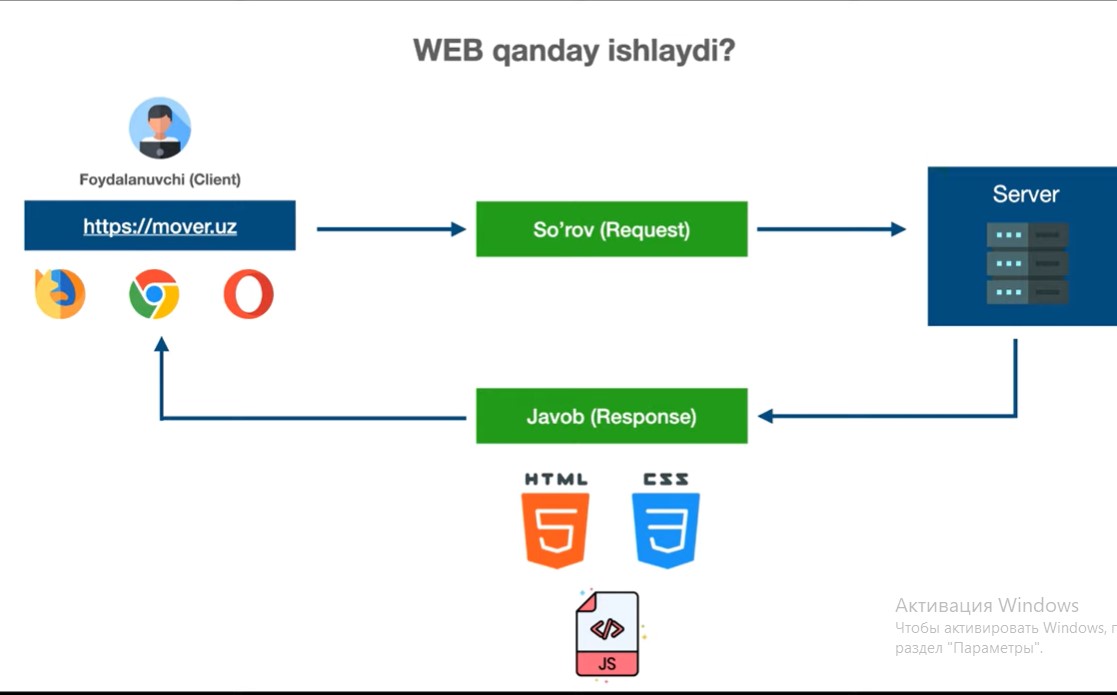 WEB qanday ishlaydi?
Foydalanuvchi (Client)
https://mover.uz
So'rov (Request)
Server
Javob (Response)
HTML
CSS
5
3
</>
JS
Активация Windows
Чтобы активировать Windows,
раздел "Параметры".